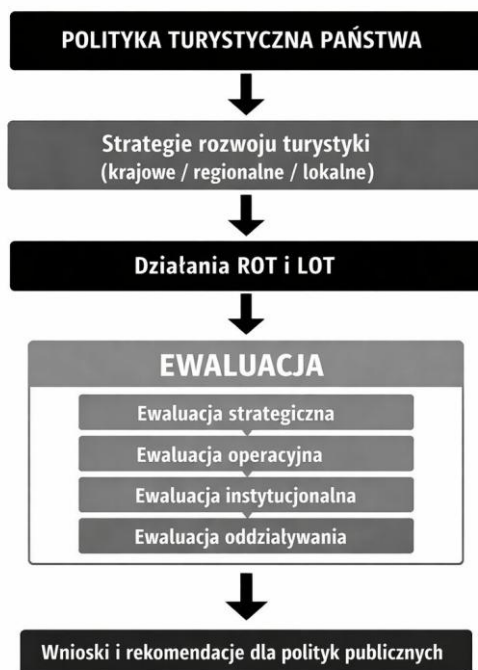 POLITYKA TURYSTYCZNA PAŃSTWA
Strategie rozwoju turystyki
(krajowe / regionalne / lokalne)
Działania ROT i LOT
EWALUACJA
Ewaluacja strategiczna
Ewaluacja operacyjna
Ewaluacja instytucjonalna
Ewaluacja oddziaływania
Wnioski i rekomendacje dla polityk publicznych